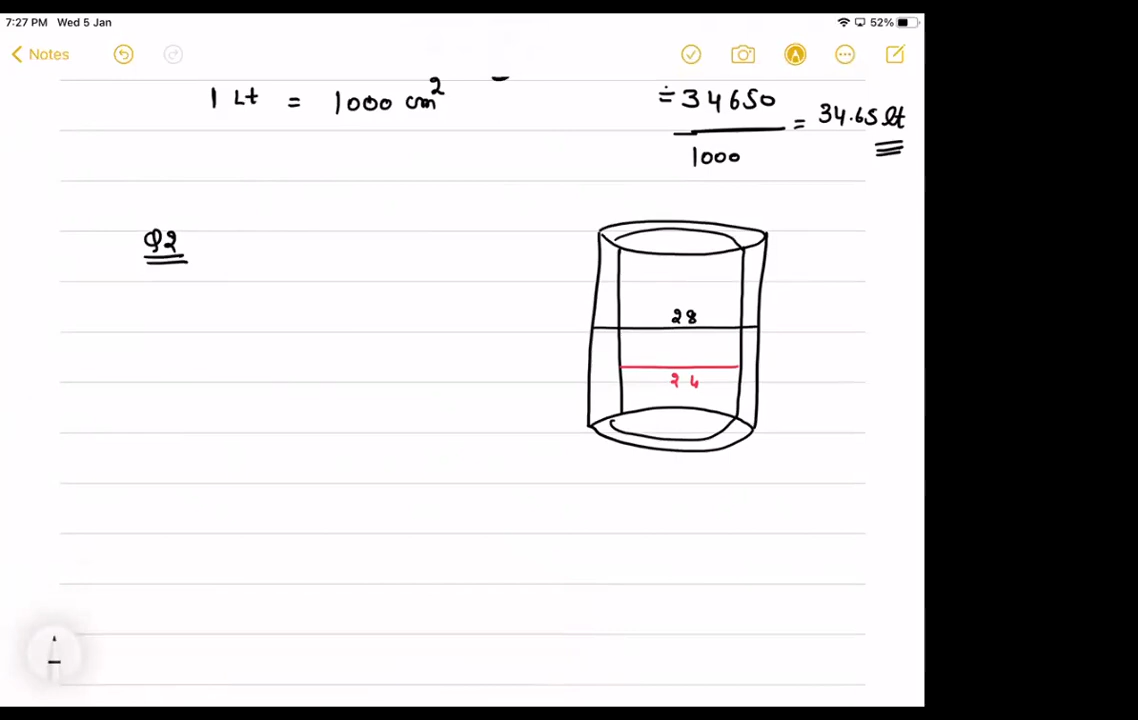 7:27 PM Wed 5 Jan 52%
Notes
1 Lt = 1000 cm² ÷ 34650 / 1000 = 34.65 lt
Q2
28
24